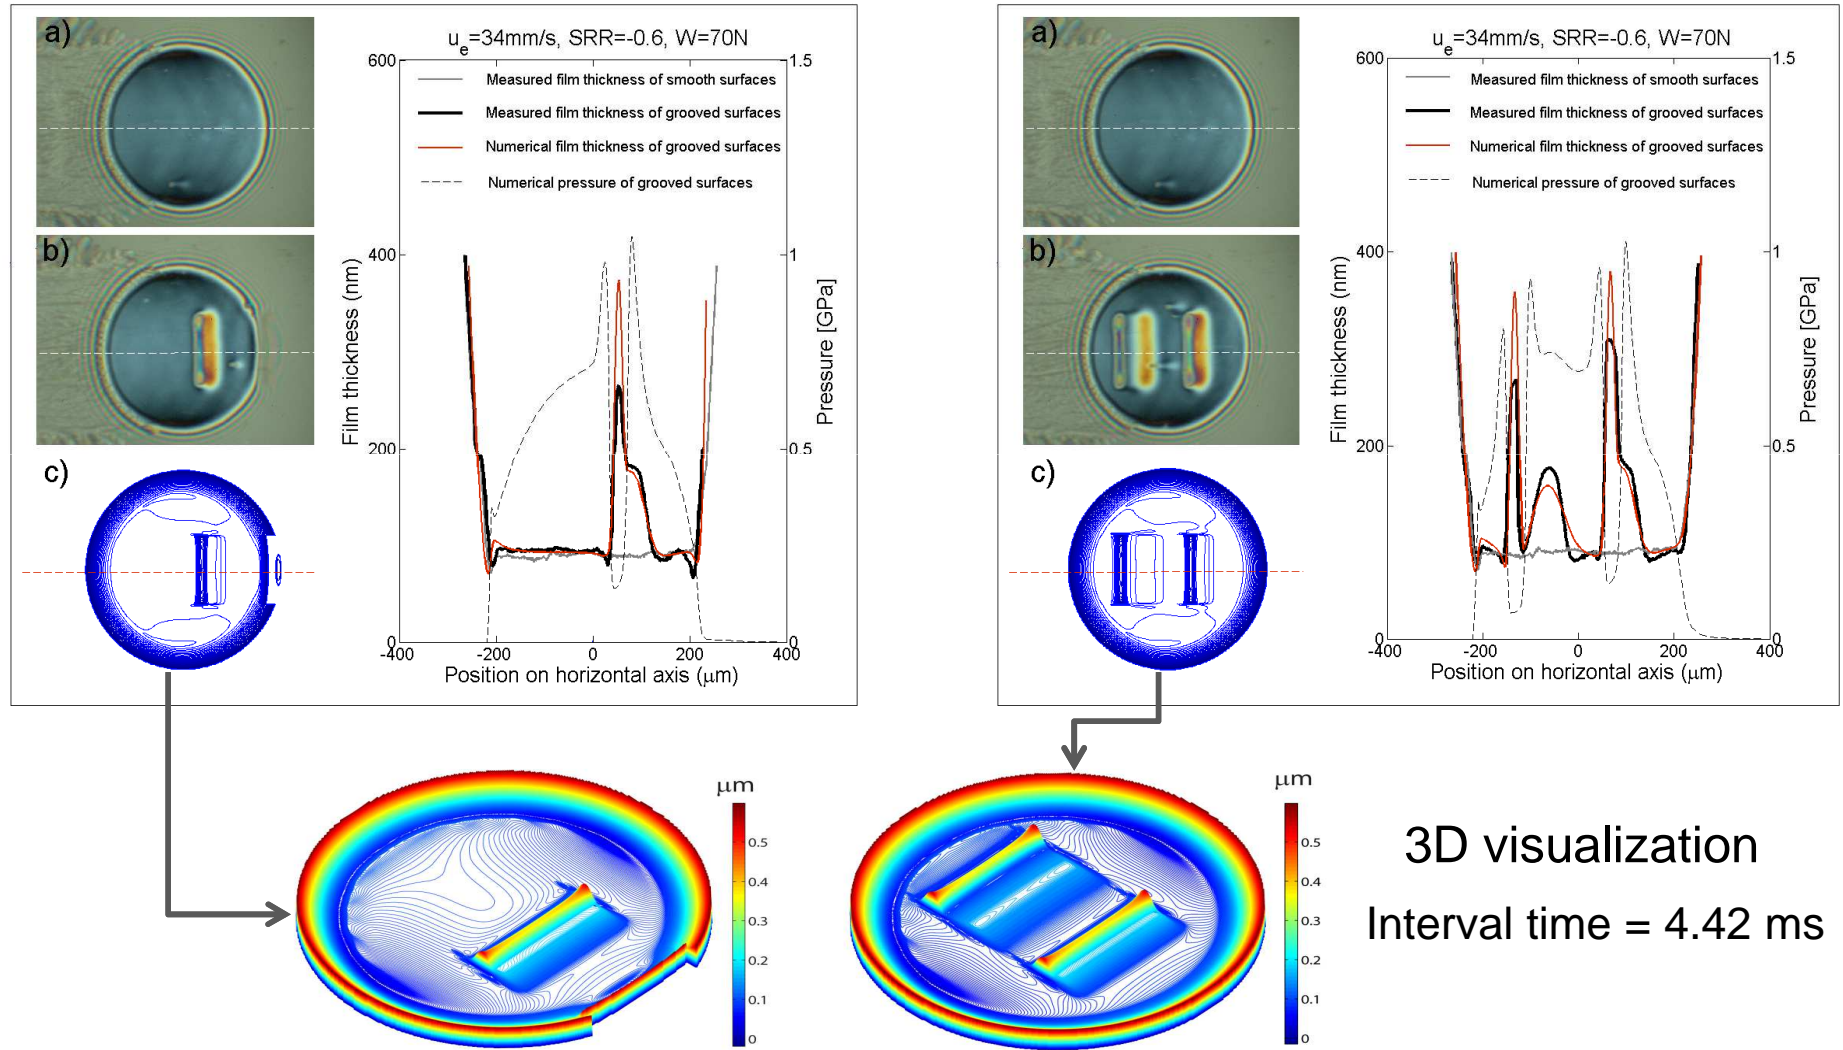 a)
u_e=34mm/s, SRR=-0.6, W=70N
600
1.5
Measured film thickness of smooth surfaces
Measured film thickness of grooved surfaces
500
Numerical film thickness of grooved surfaces
Numerical pressure of grooved surfaces
b)
400
1
Film thickness (nm)
Pressure [GPa]
300
200
0.5
c)
100
0
0
-400
-200
0
200
400
Position on horizontal axis (μm)
a)
u_e=34mm/s, SRR=-0.6, W=70N
600
1.5
Measured film thickness of smooth surfaces
Measured film thickness of grooved surfaces
500
Numerical film thickness of grooved surfaces
Numerical pressure of grooved surfaces
b)
400
1
Film thickness (nm)
Pressure [GPa]
300
200
0.5
c)
100
0
0
-400
-200
0
200
400
Position on horizontal axis (μm)
μm
0.5
0.4
0.3
0.2
0.1
0
μm
0.5
0.4
0.3
0.2
0.1
0
3D visualization
Interval time = 4.42 ms